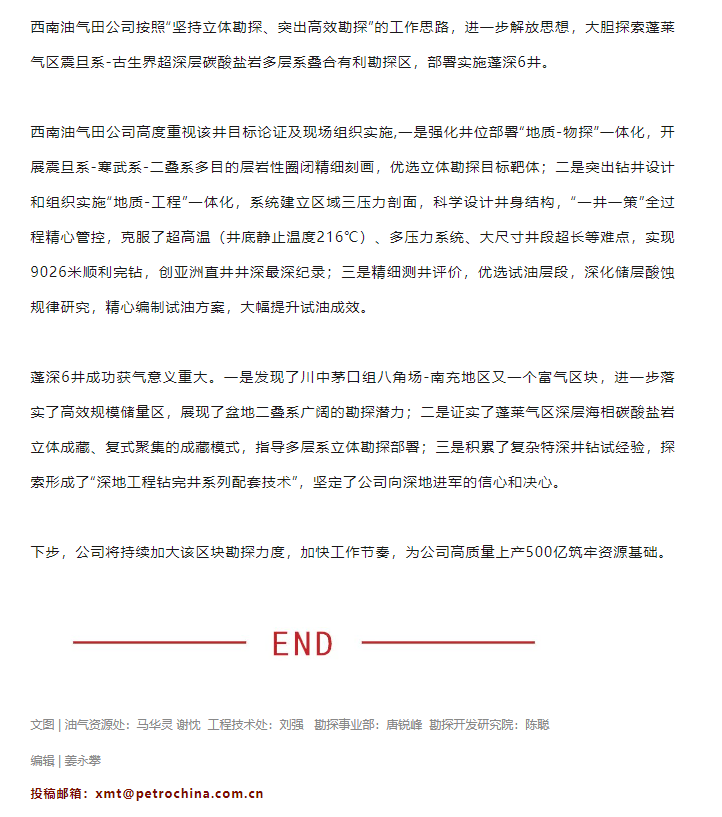 西南油气田公司按照“坚持立体勘探、突出高效勘探”的工作思路，进一步解放思想，大胆探索蓬莱
气区震旦系-古生界超深层碳酸盐岩多层系叠合有利勘探区，部署实施蓬深6井。
西南油气田公司高度重视该井目标论证及现场组织实施,一是强化井位部署“地质-物探”一体化，开
展震旦系-寒武系-二叠系多目的层岩性圈闭精细刻画，优选立体勘探目标靶体；二是突出钻井设计
和组织实施“地质-工程”一体化，系统建立区域三压力剖面，科学设计井身结构，“一井一策”全过
程精心管控，克服了超高温（井底静止温度216℃）、多压力系统、大尺寸井段超长等难点，实现
9026米顺利完钻，创亚洲直井井深最深纪录；三是精细测井评价，优选试油层段，深化储层酸蚀
规律研究，精心编制试油方案，大幅提升试油成效。
蓬深6井成功获气意义重大。一是发现了川中茅口组八角场-南充地区又一个富气区块，进一步落
实了高效规模储量区，展现了盆地二叠系广阔的勘探潜力；二是证实了蓬莱气区深层海相碳酸盐岩
立体成藏、复式聚集的成藏模式，指导多层系立体勘探部署；三是积累了复杂特深井钻试经验，探
索形成了“深地工程钻完井系列配套技术”，坚定了公司向深地进军的信心和决心。
下步，公司将持续加大该区块勘探力度，加快工作节奏，为公司高质量上产500亿筑牢资源基础。
END
文图 | 油气资源处：马华灵 谢忱 工程技术处：刘强 勘探事业部：唐锐峰 勘探开发研究院：陈聪
编辑 | 姜永攀
投稿邮箱：xmt@petrochina.com.cn